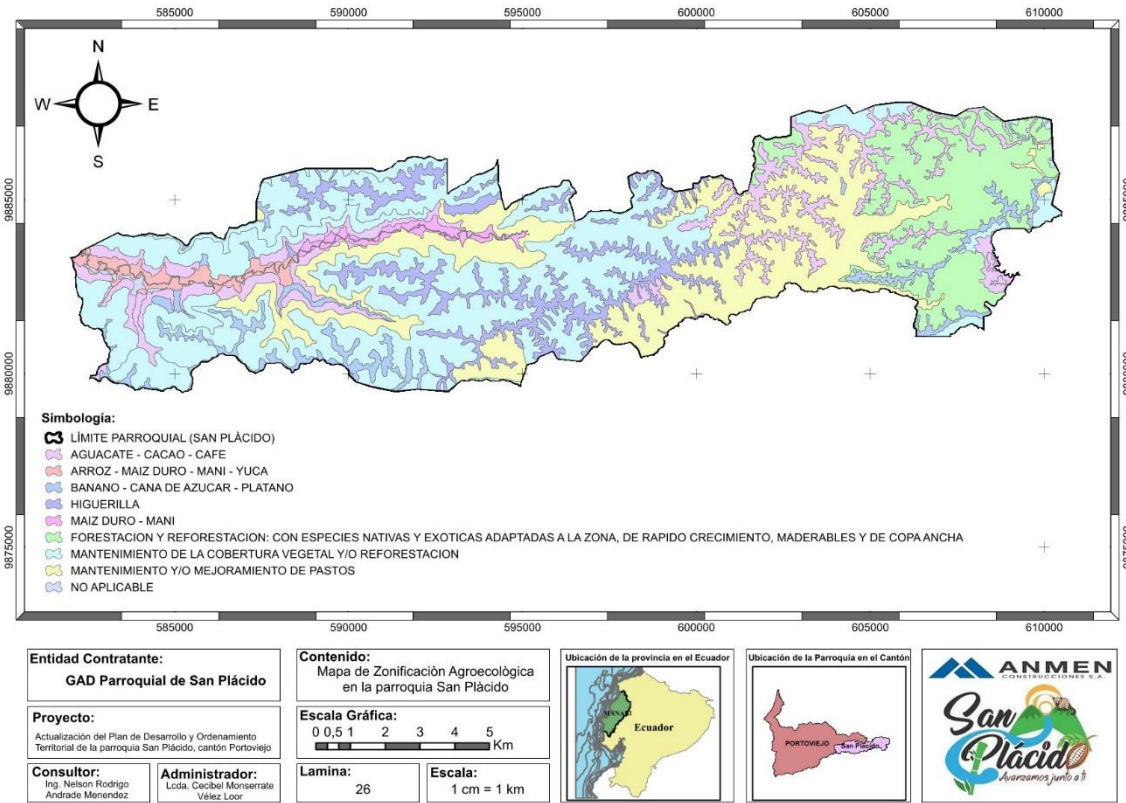 585000 590000 595000 600000 605000 610000
N
W E
S
9885000 9885000
9880000 9880000
9875000 9875000
Simbología:
LÍMITE PARROQUIAL (SAN PLÀCIDO)
AGUACATE - CACAO - CAFE
ARROZ - MAIZ DURO - MANI - YUCA
BANANO - CANA DE AZUCAR - PLATANO
HIGUERILLA
MAIZ DURO - MANI
FORESTACION Y REFORESTACION: CON ESPECIES NATIVAS Y EXOTICAS ADAPTADAS A LA ZONA, DE RAPIDO CRECIMIENTO, MADERABLES Y DE COPA ANCHA
MANTENIMIENTO DE LA COBERTURA VEGETAL Y/O REFORESTACION
MANTENIMIENTO Y/O MEJORAMIENTO DE PASTOS
NO APLICABLE
585000 590000 595000 600000 605000 610000
Entidad Contratante:
GAD Parroquial de San Plácido
Proyecto:
Actualización del Plan de Desarrollo y Ordenamiento
Territorial de la parroquia San Plácido, cantón Portoviejo
Consultor:
Ing. Nelson Rodrigo
Andrade Menendez
Administrador:
Lcda. Cecibel Monserrate
Vélez Loor
Contenido:
Mapa de Zonificaciòn Agroecològica
en la parroquia San Plàcido
Escala Gráfica:
0 0,5 1 2 3 4 5
Km
Lamina:
26
Escala:
1 cm = 1 km
Ubicación de la provincia en el Ecuador
MANABI
Ecuador
Ubicación de la Parroquia en el Cantón
PORTOVIEJO
San Plácido
ANMEN
CONSTRUCCIONES S.A.
San
Plácido
Avanzamos junto a ti